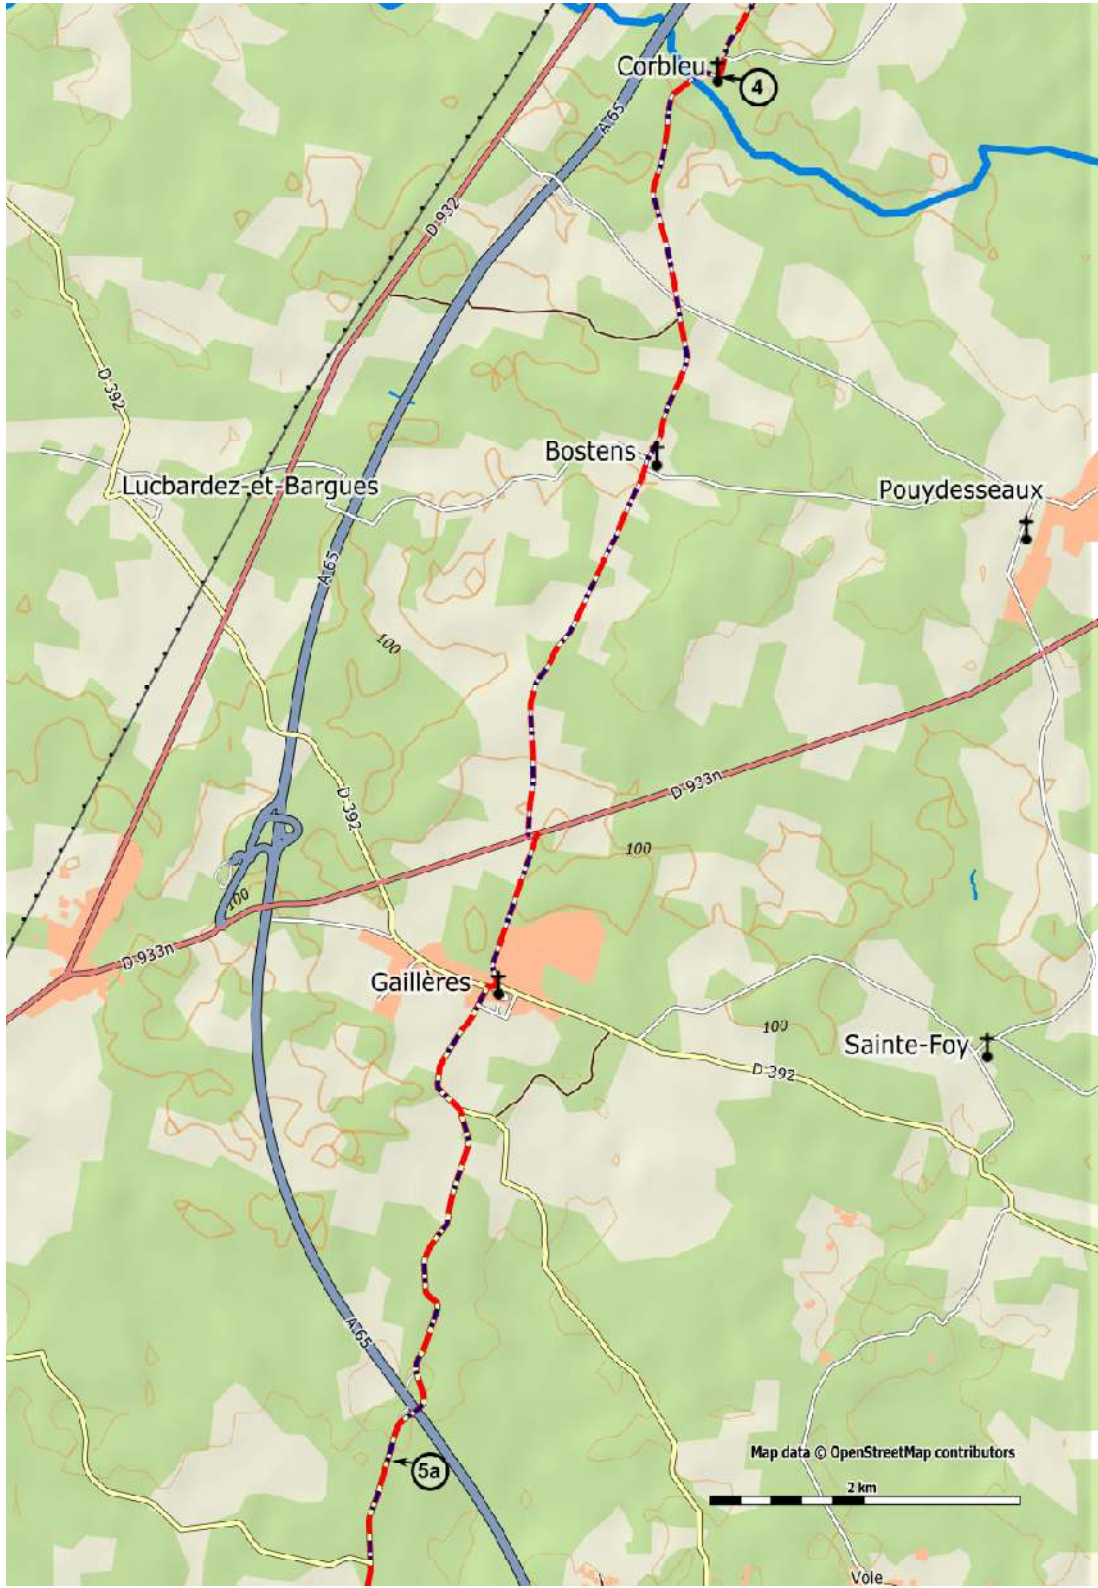 Corbleu
4
A 65
D 932
D 392
Bostens
Lucbardez-et-Bargues
Pouydesseaux
A 65
100
D 933n
D 392
100
100
D 933n
Gaillères
100
Sainte-Foy
D 392
A 65
Map data © OpenStreetMap contributors
5a
2 km
Voie